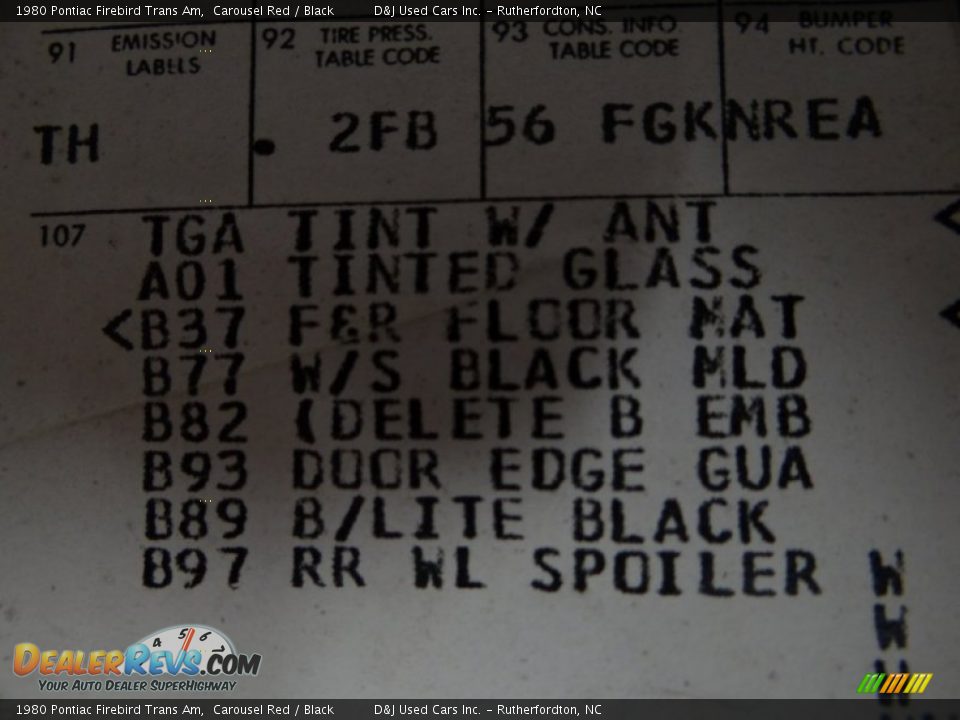 1980 Pontiac Firebird Trans Am, Carousel Red / Black D&J Used Cars Inc. - Rutherfordton, NC
91 EMISSION LABELS
92 TIRE PRESS. TABLE CODE
93 CONS. INFO. TABLE CODE
94 BUMPER HT. CODE
TH . 2FB 56 FGKNREA
107 TGA TINT W/ ANT
A01 TINTED GLASS
<B37 F&R FLOOR MAT
B77 W/S BLACK MLD
B82 (DELETE B EMB
B93 DOOR EDGE GUA
B89 B/LITE BLACK
B97 RR WL SPOILER W
W
4 5 6 7
DEALERREVS.COM
YOUR AUTO DEALER SUPERHIGHWAY
1980 Pontiac Firebird Trans Am, Carousel Red / Black D&J Used Cars Inc. - Rutherfordton, NC